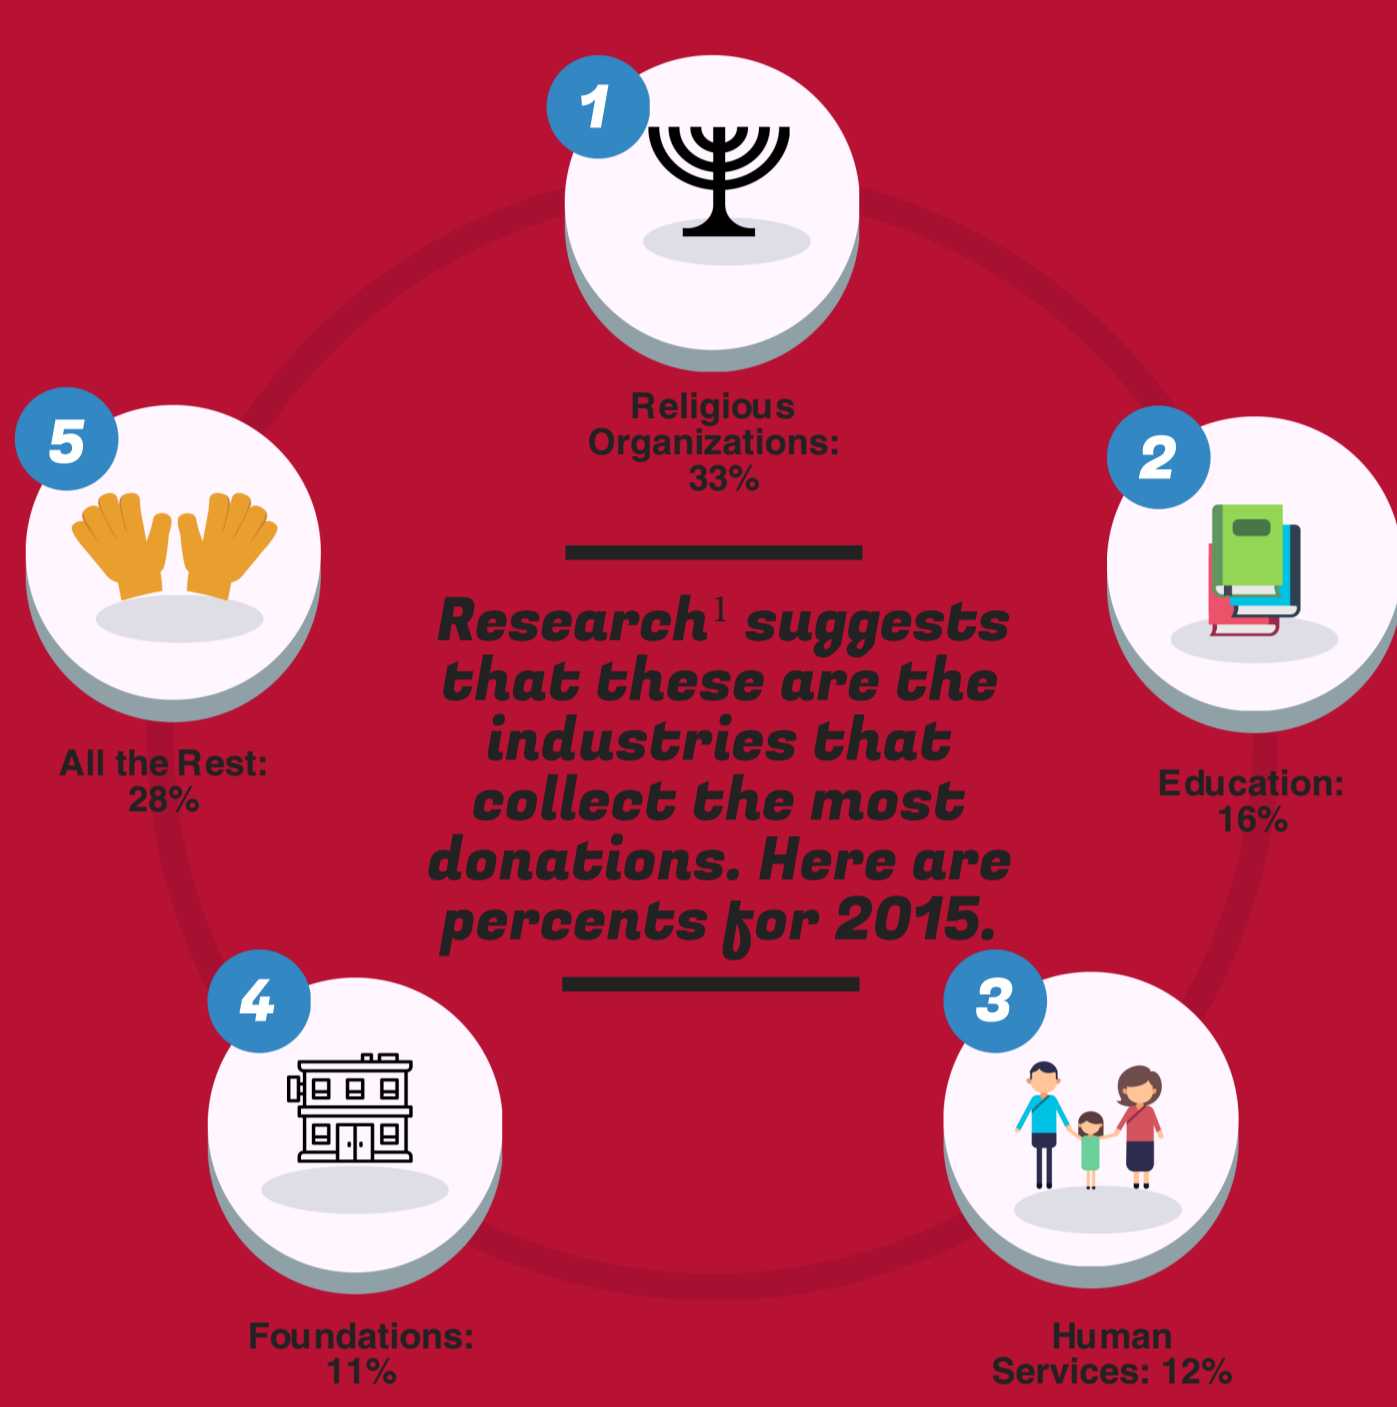 1
Religious
Organizations:
33%
2
Education:
16%
3
Human
Services: 12%
4
Foundations:
11%
5
All the Rest:
28%
Research¹ suggests
that these are the
industries that
collect the most
donations. Here are
percents for 2015.